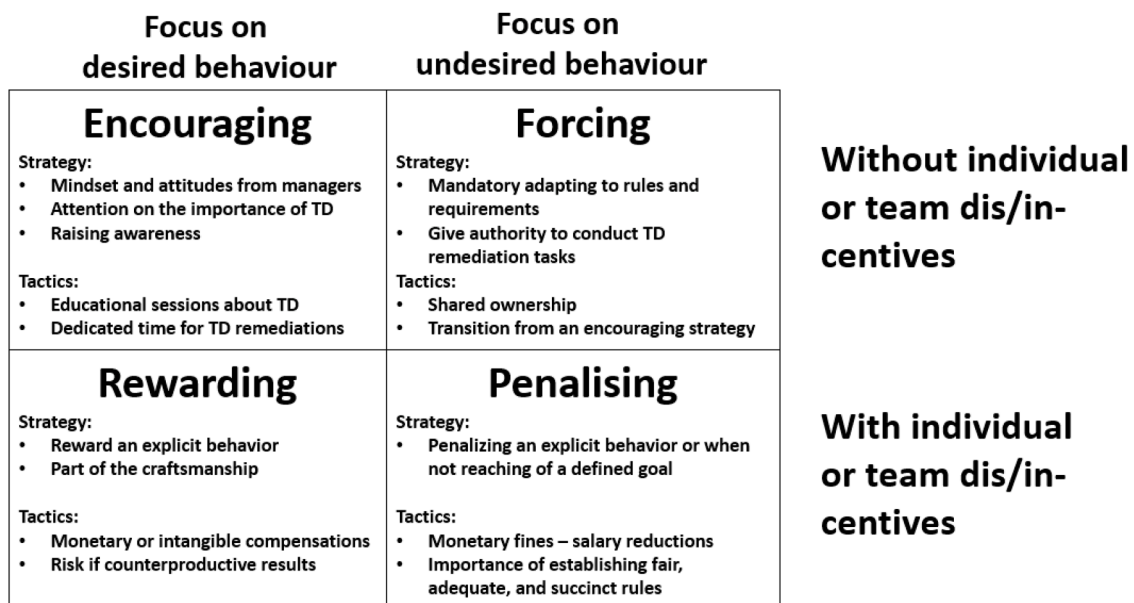 Focus on
desired behaviour
Focus on
undesired behaviour
Encouraging
Strategy:
• Mindset and attitudes from managers
• Attention on the importance of TD
• Raising awareness
Tactics:
• Educational sessions about TD
• Dedicated time for TD remediations
Forcing
Strategy:
• Mandatory adapting to rules and
requirements
• Give authority to conduct TD
remediation tasks
Tactics:
• Shared ownership
• Transition from an encouraging strategy
Without individual
or team dis/in-
centives
Rewarding
Strategy:
• Reward an explicit behavior
• Part of the craftsmanship
Tactics:
• Monetary or intangible compensations
• Risk if counterproductive results
Penalising
Strategy:
• Penalizing an explicit behavior or when
not reaching of a defined goal
Tactics:
• Monetary fines – salary reductions
• Importance of establishing fair,
adequate, and succinct rules
With individual
or team dis/in-
centives